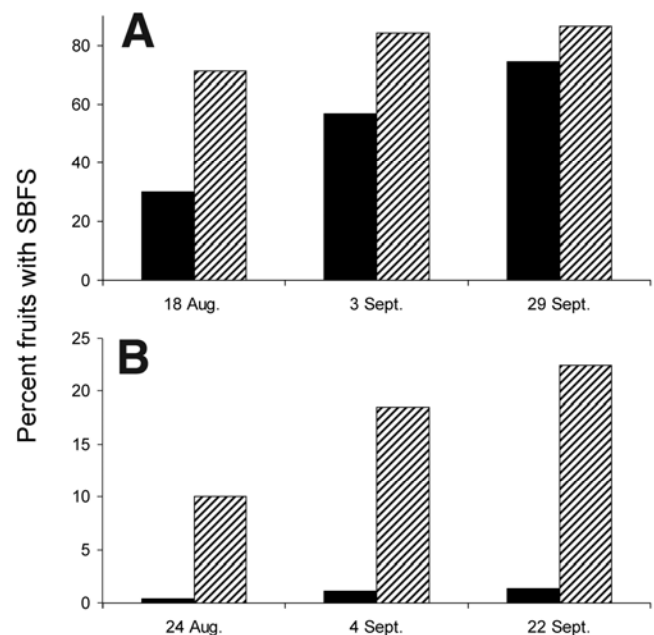 A
Percent fruits with SBFS
80
60
40
20
0
18 Aug. 3 Sept. 29 Sept.
B
25
20
15
10
5
0
24 Aug. 4 Sept. 22 Sept.